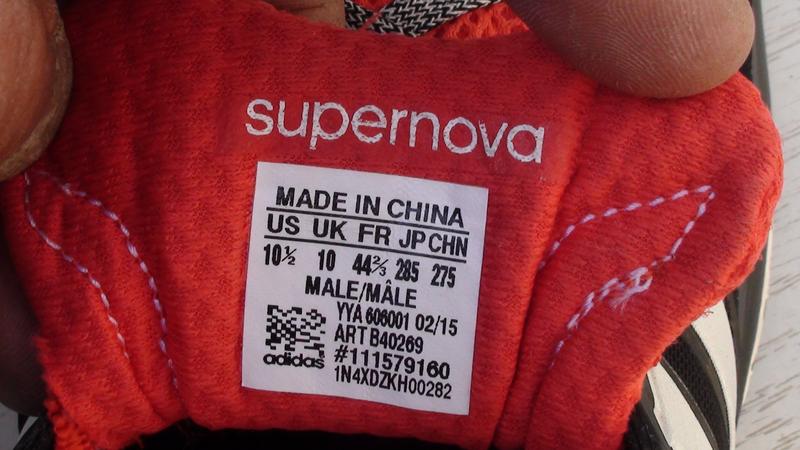 supernova
MADE IN CHINA
US UK FR JP CHN
10½ 10 44⅔ 285 275
MALE/MÂLE
YYA 606001 02/15
ART B40269
#111579160
adidas
1N4XDZKH00282